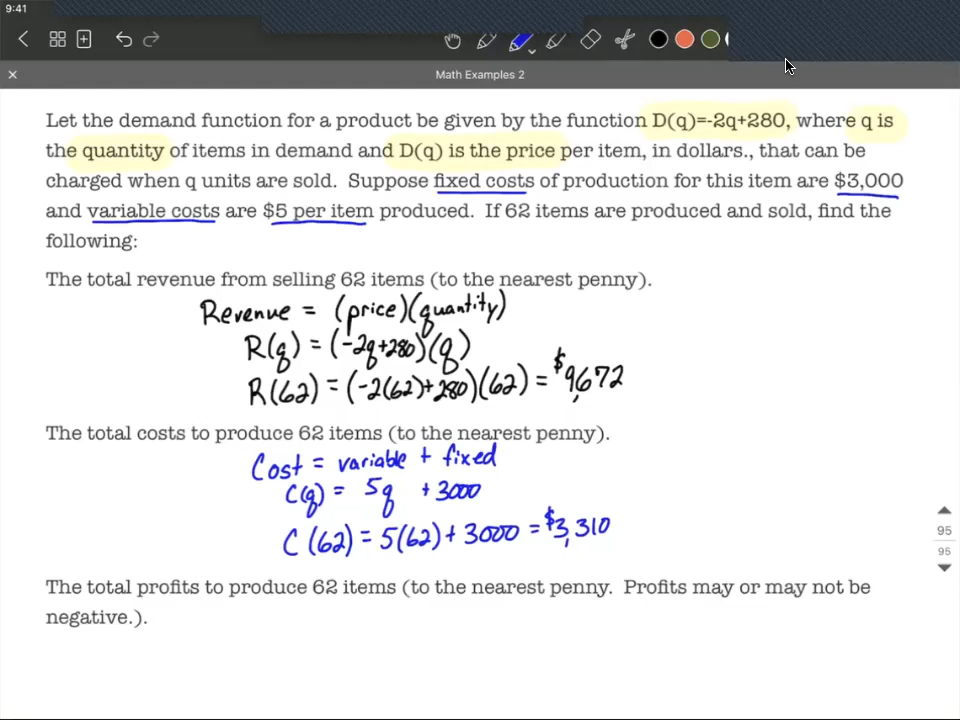 9:41
Math Examples 2
Let the demand function for a product be given by the function D(q)=-2q+280, where q is
the quantity of items in demand and D(q) is the price per item, in dollars., that can be
charged when q units are sold. Suppose fixed costs of production for this item are $3,000
and variable costs are $5 per item produced. If 62 items are produced and sold, find the
following:
The total revenue from selling 62 items (to the nearest penny).
Revenue = (price)(quantity)
R(q) = (-2q+280)(q)
R(62) = (-2(62)+280)(62) = $9,672
The total costs to produce 62 items (to the nearest penny).
Cost = variable + fixed
C(q) = 5q + 3000
C(62) = 5(62) + 3000 = $3,310
95
95
The total profits to produce 62 items (to the nearest penny. Profits may or may not be
negative.).